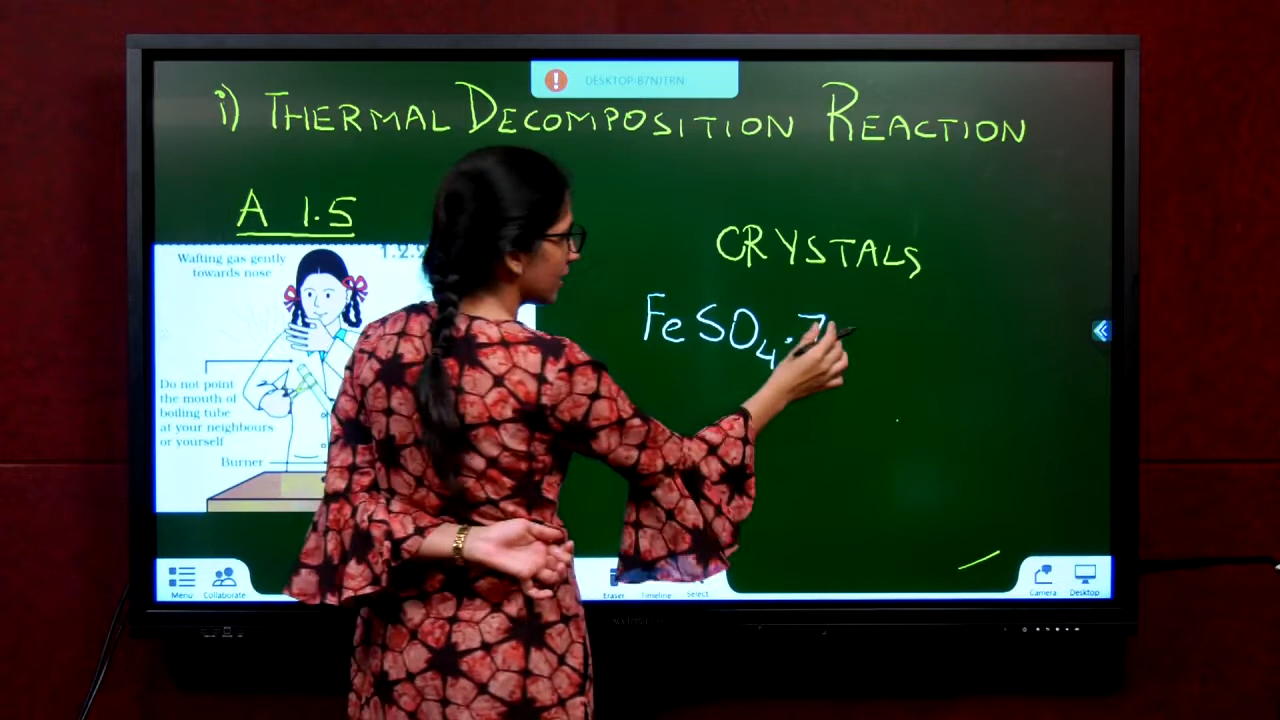 DESKTOP-B7NJTRN
i) THERMAL DECOMPOSITION REACTION
A 1.5
CRYSTALS
Wafting gas gently
towards nose
FeSO4.7
Do not point
the mouth of
boiling tube
at your neighbours
or yourself
Burner
Menu
Collaborate
Eraser
Timeline
Select
Camera
Desktop